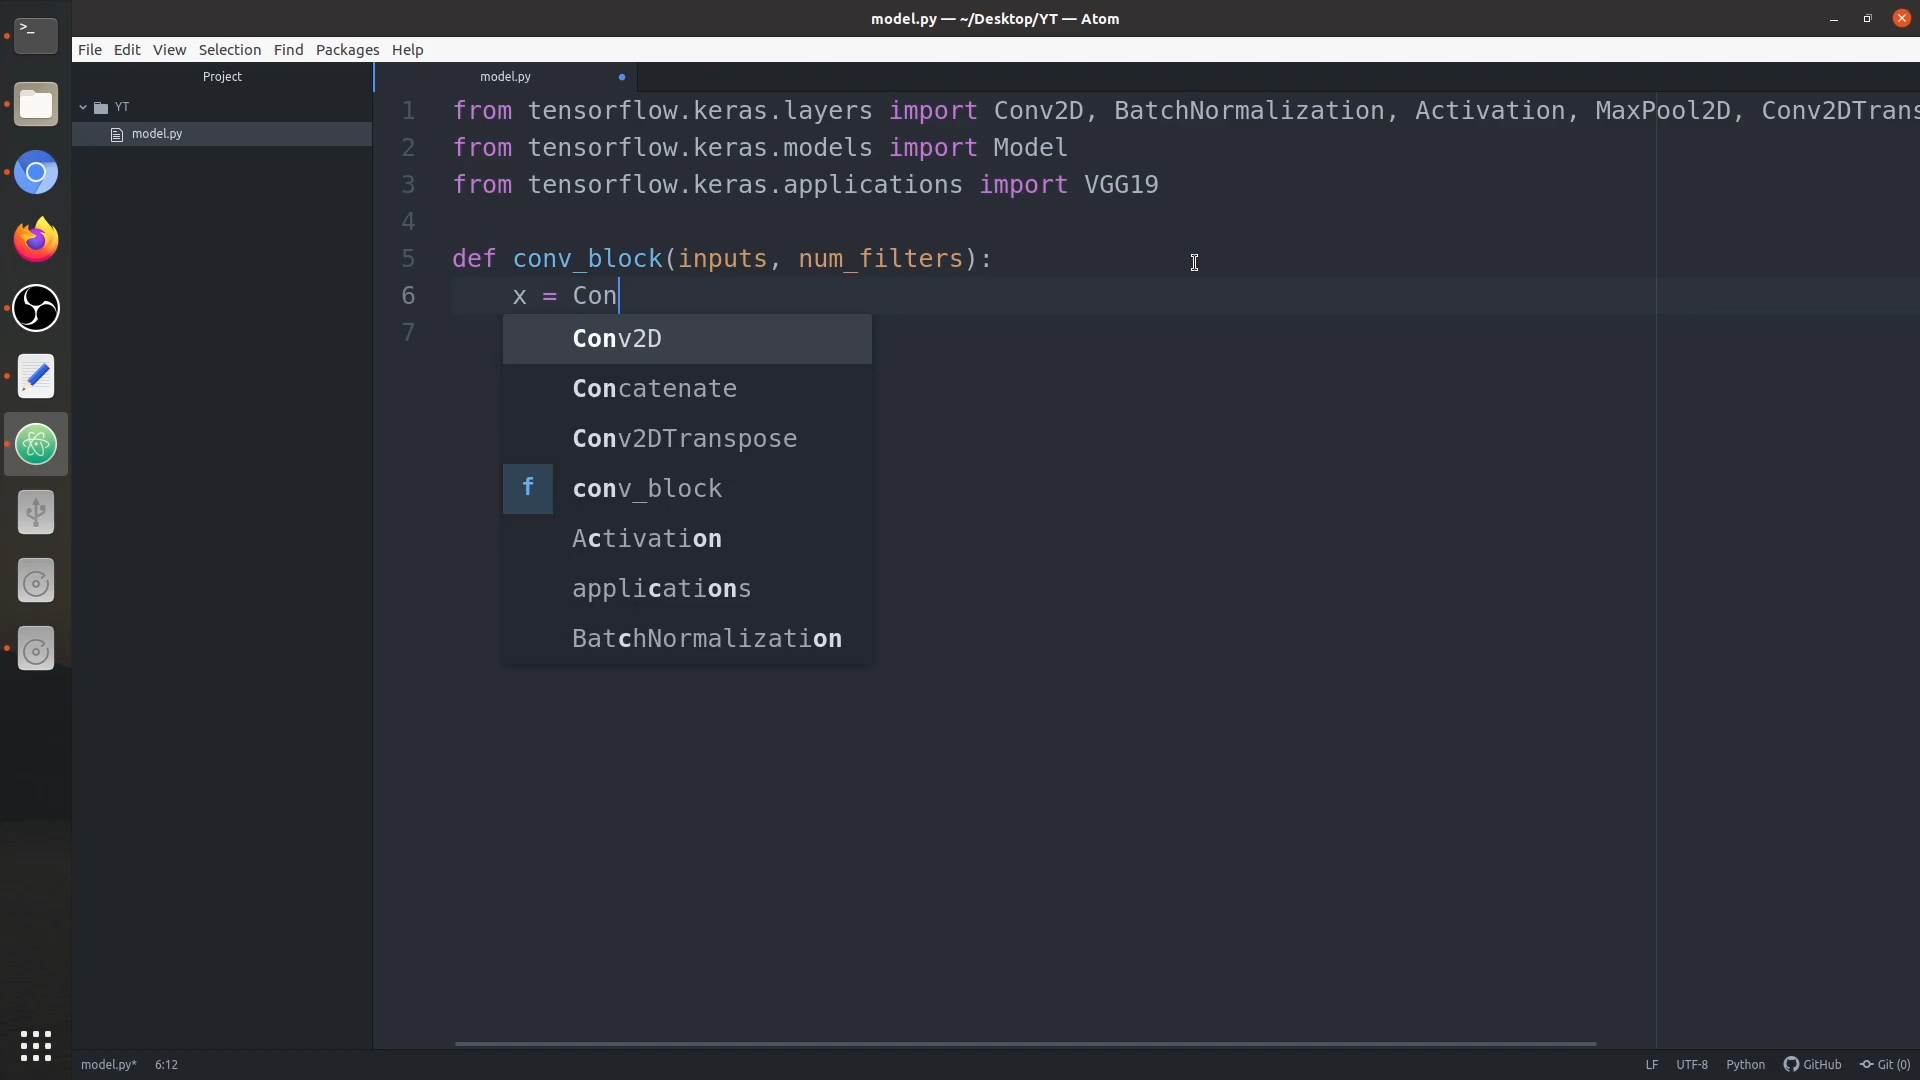 model.py — ~/Desktop/YT — Atom
File Edit View Selection Find Packages Help
Project
model.py
YT
model.py
1 from tensorflow.keras.layers import Conv2D, BatchNormalization, Activation, MaxPool2D, Conv2DTrans
2 from tensorflow.keras.models import Model
3 from tensorflow.keras.applications import VGG19
4
5 def conv_block(inputs, num_filters):
6 x = Con
7
Conv2D
Concatenate
Conv2DTranspose
f conv_block
Activation
applications
BatchNormalization
model.py* 6:12 LF UTF-8 Python GitHub Git (0)